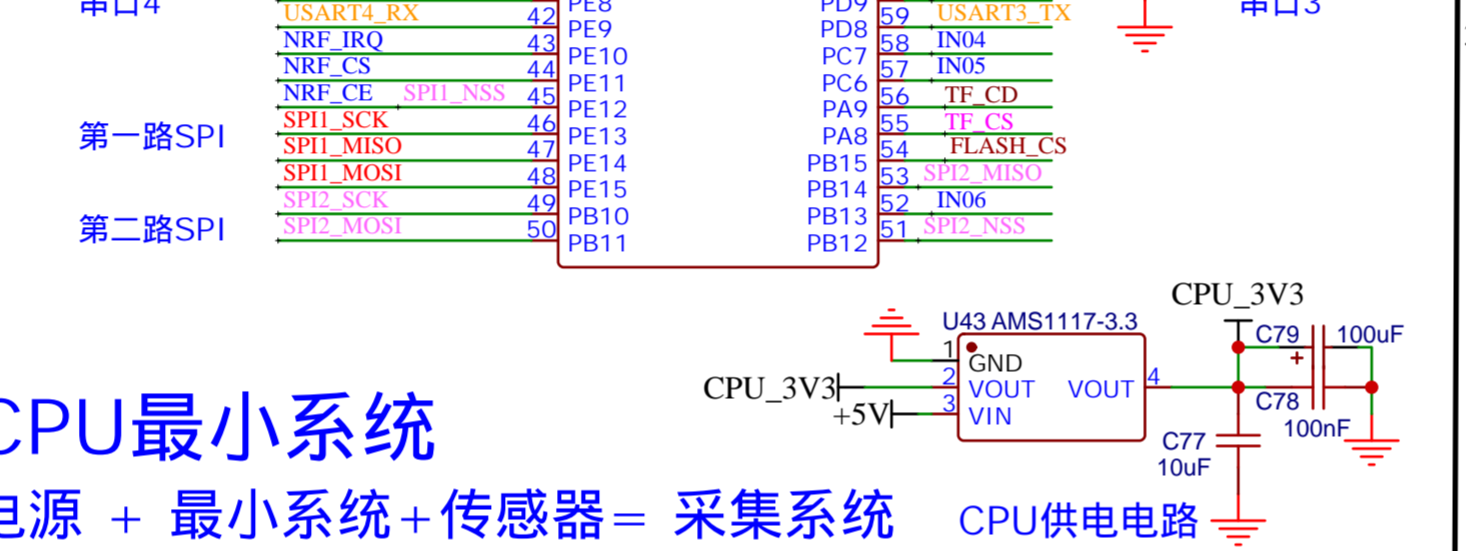 串口4
PE8
PD9
串口3
USART4_RX 42 PE9
PD8 59 USART3_TX
NRF_IRQ 43 PE10
PC7 58 IN04
NRF_CS 44 PE11
PC6 57 IN05
NRF_CE SPI1_NSS 45 PE12
PA9 56 TF_CD
第一路SPI
SPI1_SCK 46 PE13
PA8 55 TF_CS
SPI1_MISO 47 PE14
PB15 54 FLASH_CS
SPI1_MOSI 48 PE15
PB14 53 SPI2_MISO
SPI2_SCK 49 PB10
PB13 52 IN06
第二路SPI
SPI2_MOSI 50 PB11
PB12 51 SPI2_NSS
CPU_3V3
U43 AMS1117-3.3
C79 100uF
+
1 GND
CPU_3V3 2 VOUT
VOUT 4
+5V 3 VIN
C78
100nF
C77
10uF
CPU最小系统
电源 + 最小系统+传感器= 采集系统
CPU供电电路